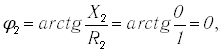 φ₂ = arctg X₂/R₂ = arctg 0/1 = 0,